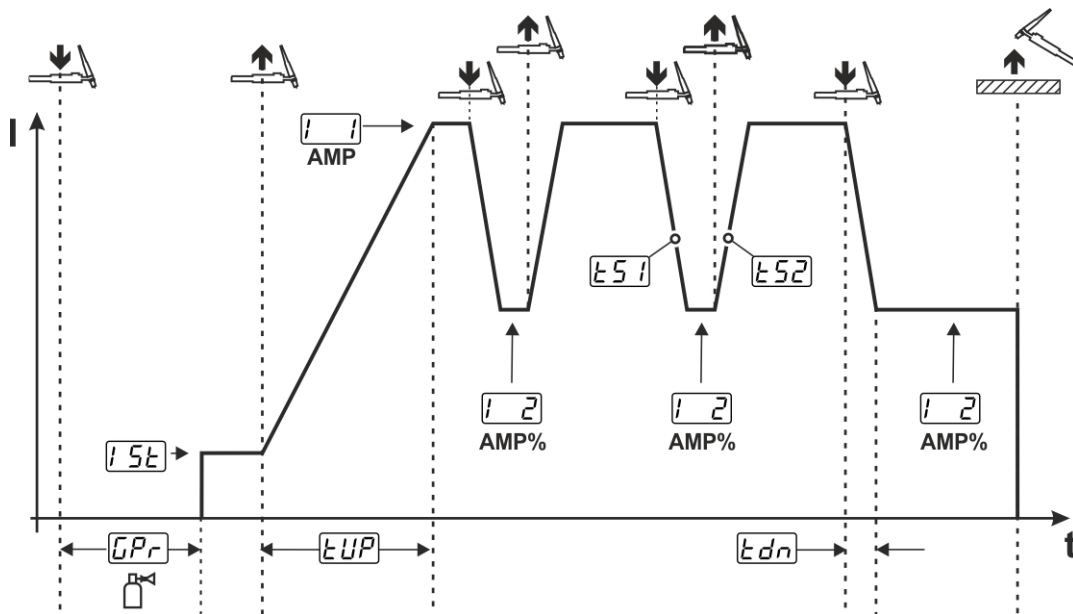 I
I 1
AMP
tS1
tS2
I 2
AMP%
I 2
AMP%
I 2
AMP%
I St
GPr
tUP
tdn
t